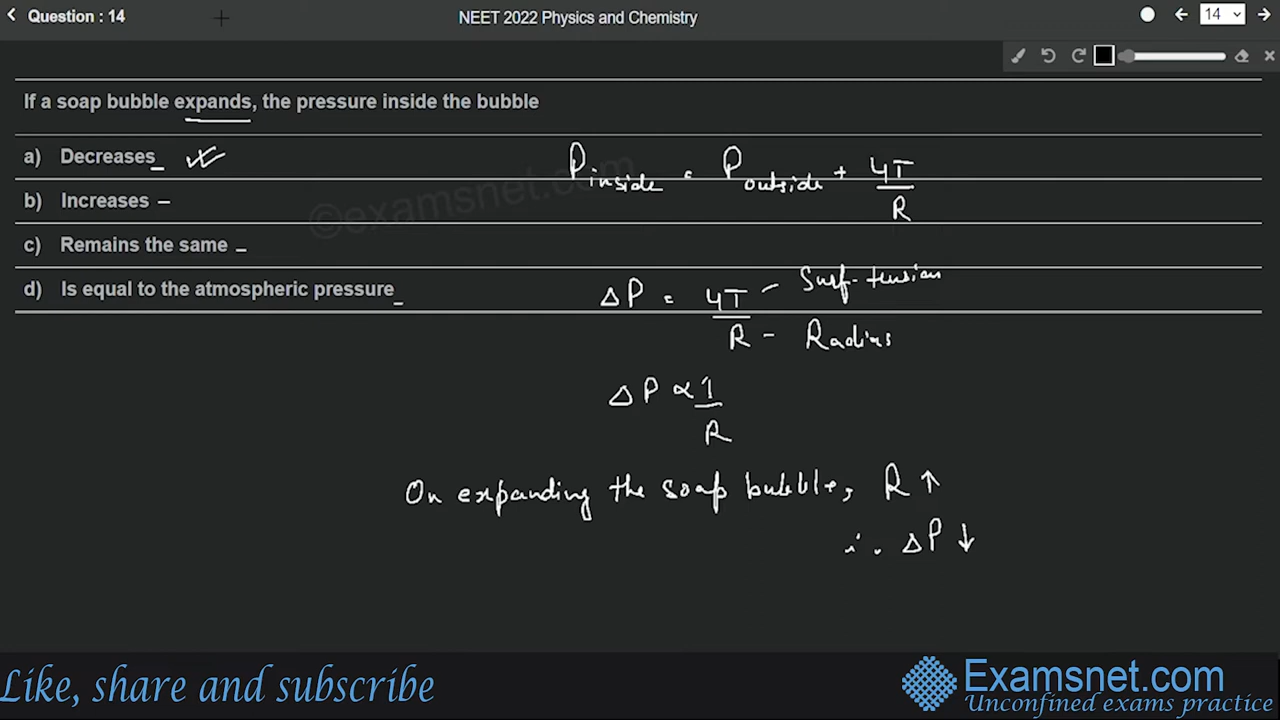 Question : 14
NEET 2022 Physics and Chemistry
14
If a soap bubble expands, the pressure inside the bubble
a) Decreases
b) Increases
c) Remains the same
d) Is equal to the atmospheric pressure
©examsnet.com
P inside = P outside + 4T/R
ΔP = 4T/R - Surf-tension
- Radius
ΔP ∝ 1/R
On expanding the soap bubble, R ↑
∴ ΔP ↓
Like, share and subscribe
Examsnet.com
Unconfined exams practice